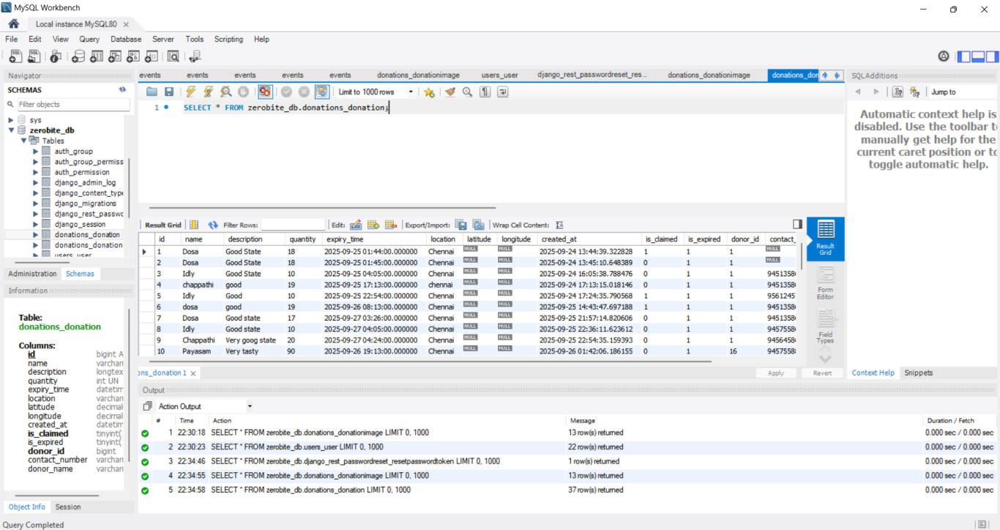 MySQL Workbench
Local instance MySQL80
File Edit View Query Database Server Tools Scripting Help
Navigator
SCHEMAS
Filter objects
sys
zerobite_db
Tables
auth_group
auth_group_permiss
auth_permission
django_admin_log
django_content_type
django_migrations
django_rest_passwo
django_session
donations_donation
donations_donation
users_user
Administration Schemas
Information
Table:
donations_donation
Columns:
id bigint A
name varchar
description longtex
quantity int UN
expiry_time datetim
location varchar
latitude decimal
longitude decimal
created_at datetim
is_claimed tinyint(
is_expired tinyint(
donor_id bigint
contact_number varchar
donor_name varchar
Object Info Session
Query Completed
events events events events events donations_donationimage users_user django_rest_passwordreset_res... donations_donationimage donations_don
Limit to 1000 rows
1 SELECT * FROM zerobite_db.donations_donation;
Result Grid Filter Rows: Edit: Export/Import: Wrap Cell Content:
id name description quantity expiry_time location latitude longitude created_at is_claimed is_expired donor_id contact_
1 Dosa Good State 18 2025-09-25 01:44:00.000000 Chennai NULL NULL 2025-09-24 13:44:39.322828 1 1 1 NULL
2 Dosa Good State 18 2025-09-25 01:45:00.000000 Chennai NULL NULL 2025-09-24 13:45:10.648389 0 1 1 NULL
3 Idly Good State 10 2025-09-25 04:05:00.000000 Chennai NULL NULL 2025-09-24 16:05:38.788476 0 1 1 9451358
4 chappathi good 19 2025-09-25 17:13:00.000000 chennai NULL NULL 2025-09-24 17:13:15.018146 0 1 1 9451358
5 Idly Good 10 2025-09-25 22:54:00.000000 Chennai NULL NULL 2025-09-24 17:24:35.790568 1 1 1 9561245
6 dosa good 19 2025-09-26 08:13:00.000000 Chennai NULL NULL 2025-09-25 14:43:47.697188 1 1 1 9451358
7 Dosa Good state 17 2025-09-27 03:26:00.000000 Chennai NULL NULL 2025-09-25 21:57:14.820606 0 1 1 9451358
8 Idly Good state 10 2025-09-27 04:05:00.000000 Chennai NULL NULL 2025-09-25 22:36:11.623612 0 1 1 9457558
9 Chappathi Very goog state 20 2025-09-27 04:24:00.000000 Chennai NULL NULL 2025-09-25 22:54:35.159393 0 1 1 9456458
10 Payasam Very tasty 90 2025-09-26 19:13:00.000000 Chennai NULL NULL 2025-09-26 01:42:06.186155 0 1 16 9457558
Result Grid
Form Editor
Field Types
ons_donation 1 Apply Revert
Output
Action Output
# Time Action Message Duration / Fetch
1 22:30:18 SELECT * FROM zerobite_db.donations_donationimage LIMIT 0, 1000 13 row(s) returned 0.000 sec / 0.000 sec
2 22:30:23 SELECT * FROM zerobite_db.users_user LIMIT 0, 1000 22 row(s) returned 0.000 sec / 0.000 sec
3 22:34:46 SELECT * FROM zerobite_db.django_rest_passwordreset_resetpasswordtoken LIMIT 0, 1000 1 row(s) returned 0.000 sec / 0.000 sec
4 22:34:55 SELECT * FROM zerobite_db.donations_donationimage LIMIT 0, 1000 13 row(s) returned 0.000 sec / 0.000 sec
5 22:34:58 SELECT * FROM zerobite_db.donations_donation LIMIT 0, 1000 37 row(s) returned 0.000 sec / 0.000 sec
SQLAdditions
Jump to
Automatic context help is
disabled. Use the toolbar to
manually get help for the
current caret position or to
toggle automatic help.
Context Help Snippets